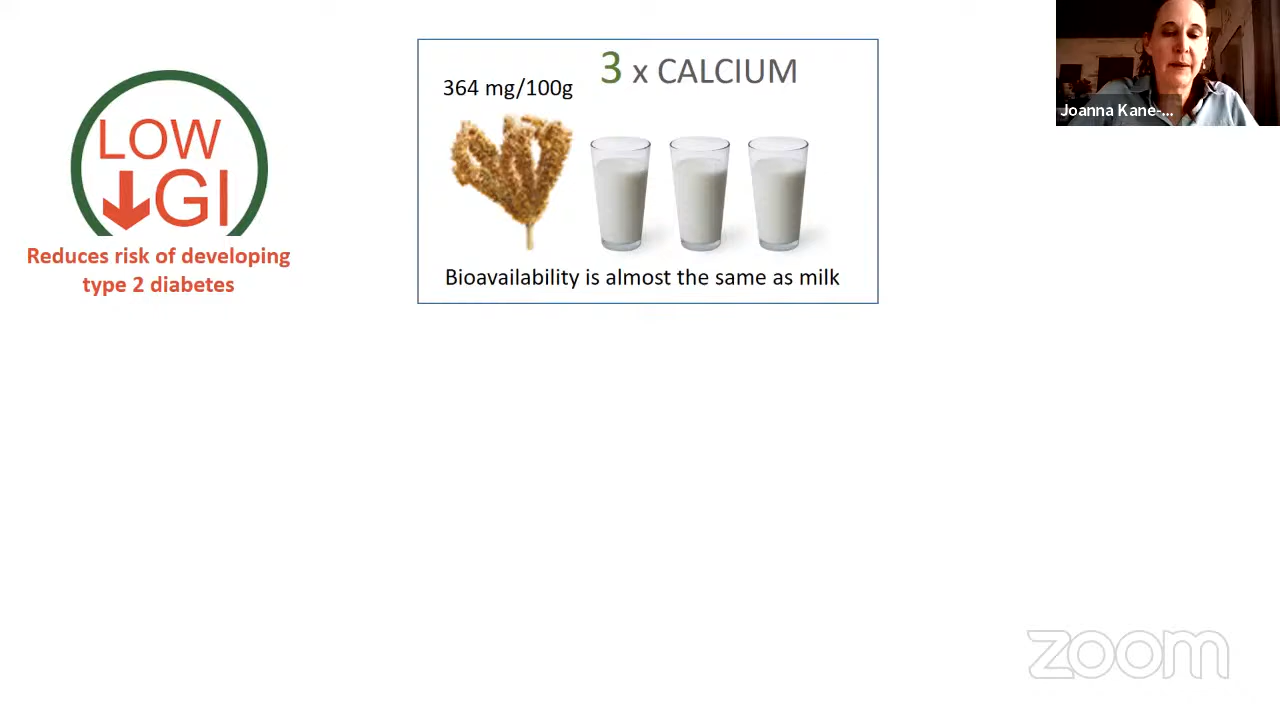 LOW
GI
Reduces risk of developing
type 2 diabetes
3 x CALCIUM
364 mg/100g
Bioavailability is almost the same as milk
Joanna Kane-...
zoom